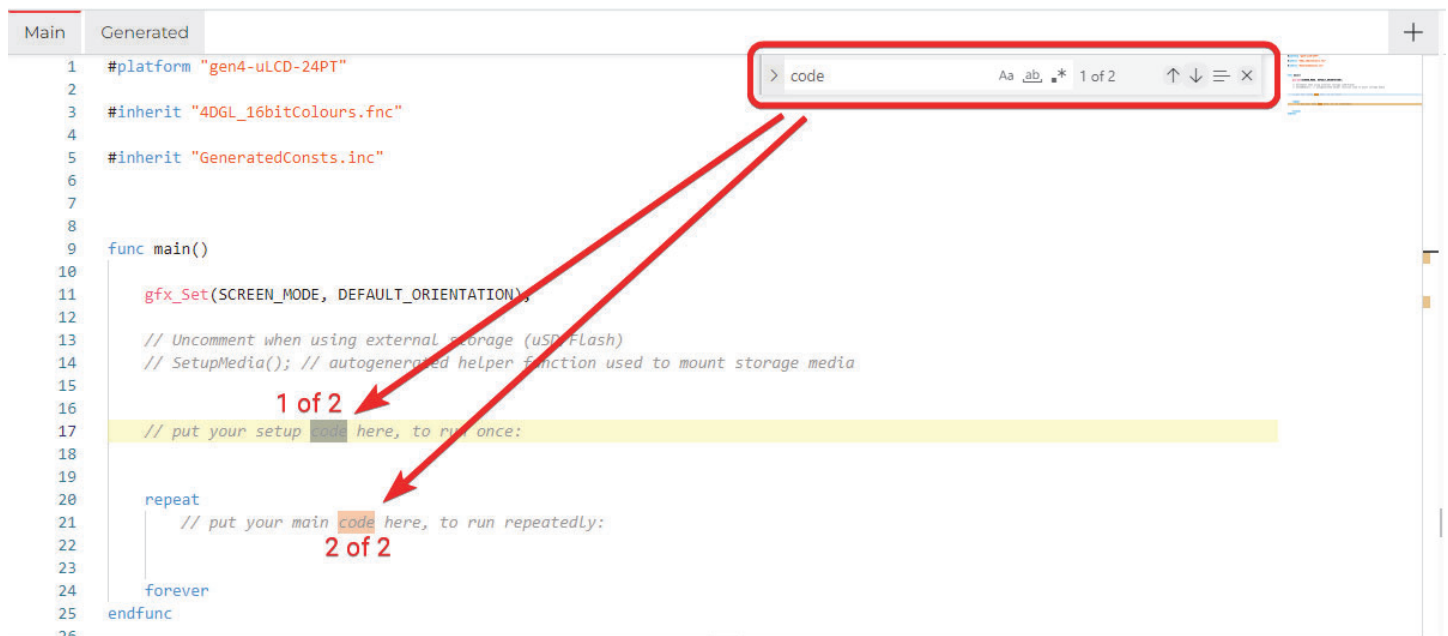 Main Generated +
> code Aa ab, .* 1 of 2 ↑ ↓ ≡ ×
1 #platform "gen4-uLCD-24PT"
2
3 #inherit "4DGL_16bitColours.fnc"
4
5 #inherit "GeneratedConsts.inc"
6
7
8
9 func main()
10
11 gfx_Set(SCREEN_MODE, DEFAULT_ORIENTATION);
12
13 // Uncomment when using external storage (uSD/Flash)
14 // SetupMedia(); // autogenerated helper function used to mount storage media
15
16
1 of 2
17 // put your setup code here, to run once:
18
19
20 repeat
21 // put your main code here, to run repeatedly:
22
2 of 2
23
24 forever
25 endfunc
26